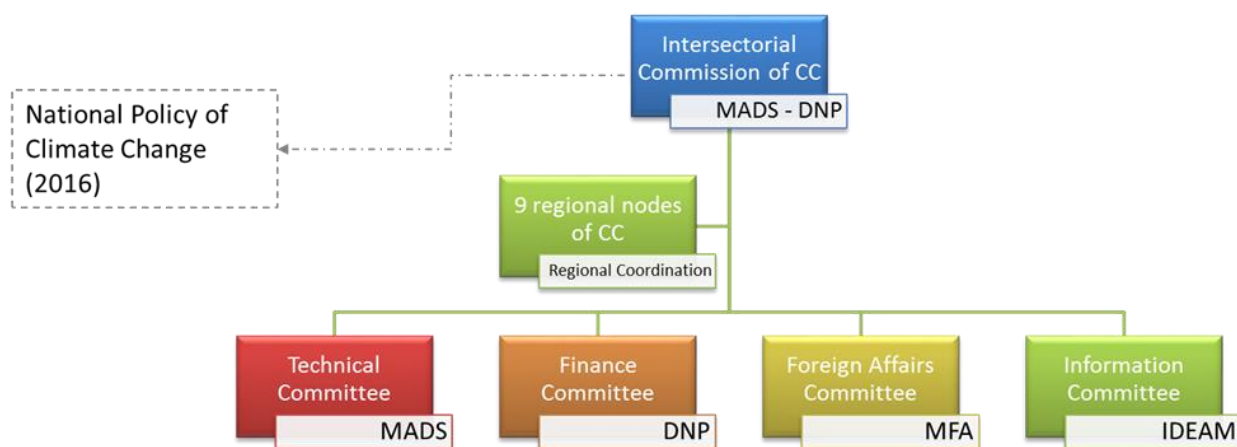 Intersectorial
Commission of CC
MADS - DNP
National Policy of
Climate Change
(2016)
9 regional nodes
of CC
Regional Coordination
Technical
Committee
MADS
Finance
Committee
DNP
Foreign Affairs
Committee
MFA
Information
Committee
IDEAM